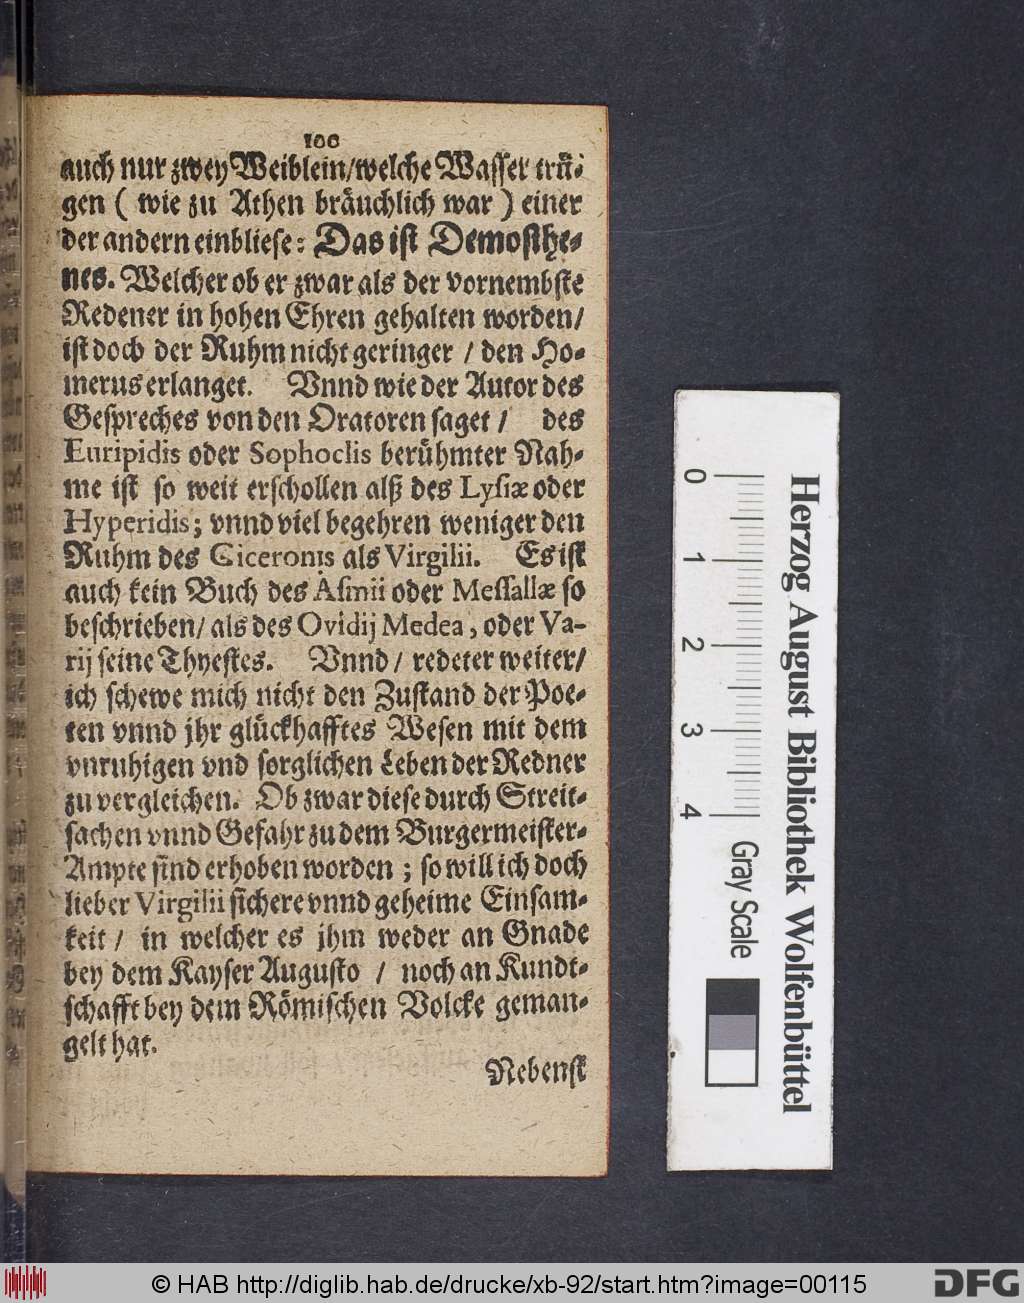 100
auch nur zwey Weiblein/welche Wasser trü-
gen ( wie zu Athen bräuchlich war ) einer
der andern einbliese: Das ist Demosthe-
nes. Welcher ob er zwar als der vornembste
Redener in hohen Ehren gehalten worden/
ist doch der Ruhm nicht geringer / den Ho-
merus erlanget. Vnnd wie der Autor des
Gespreches von den Oratoren saget / des
Euripidis oder Sophoclis berühmter Nah-
me ist so weit erschollen alß des Lysiæ oder
Hyperidis; vnnd viel begehren weniger den
Ruhm des Ciceronis als Virgilii. Es ist
auch kein Buch des Asinii oder Messallæ so
beschrieben/ als des Ovidij Medea, oder Va-
rij seine Thyestes. Vnnd / redet er weiter/
ich schewe mich nicht den Zustand der Poe-
ten vnnd jhr glückhafftes Wesen mit dem
vnruhigen vnd sorglichen Leben der Redner
zu vergleichen. Ob zwar diese durch Streit-
sachen vnnd Gefahr zu dem Burgermeister-
Ampte sind erhoben worden ; so will ich doch
lieber Virgilii sichere vnnd geheime Einsam-
keit / in welcher es jhm weder an Gnade
bey dem Kayser Augusto / noch an Kundt-
schafft bey dem Römischen Volcke geman-
gelt hat.
Nebenst
0 1 2 3 4
Gray Scale
Herzog August Bibliothek Wolfenbüttel
© HAB http://diglib.hab.de/drucke/xb-92/start.htm?image=00115
DFG